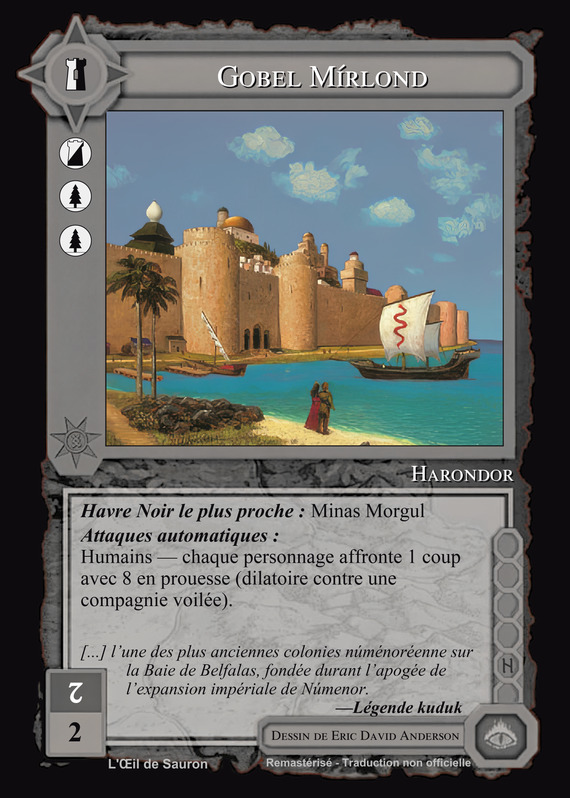 Gobel Mírlond
Harondor
Havre Noir le plus proche : Minas Morgul
Attaques automatiques :
Humains — chaque personnage affronte 1 coup
avec 8 en prouesse (dilatoire contre une
compagnie voilée).
[...] l’une des plus anciennes colonies núménoréenne sur
la Baie de Belfalas, fondée durant l’apogée de
l’expansion impériale de Númenor.
—Légende kuduk
2
2
Dessin de Eric David Anderson
L’Œil de Sauron
Remastérisé - Traduction non officielle